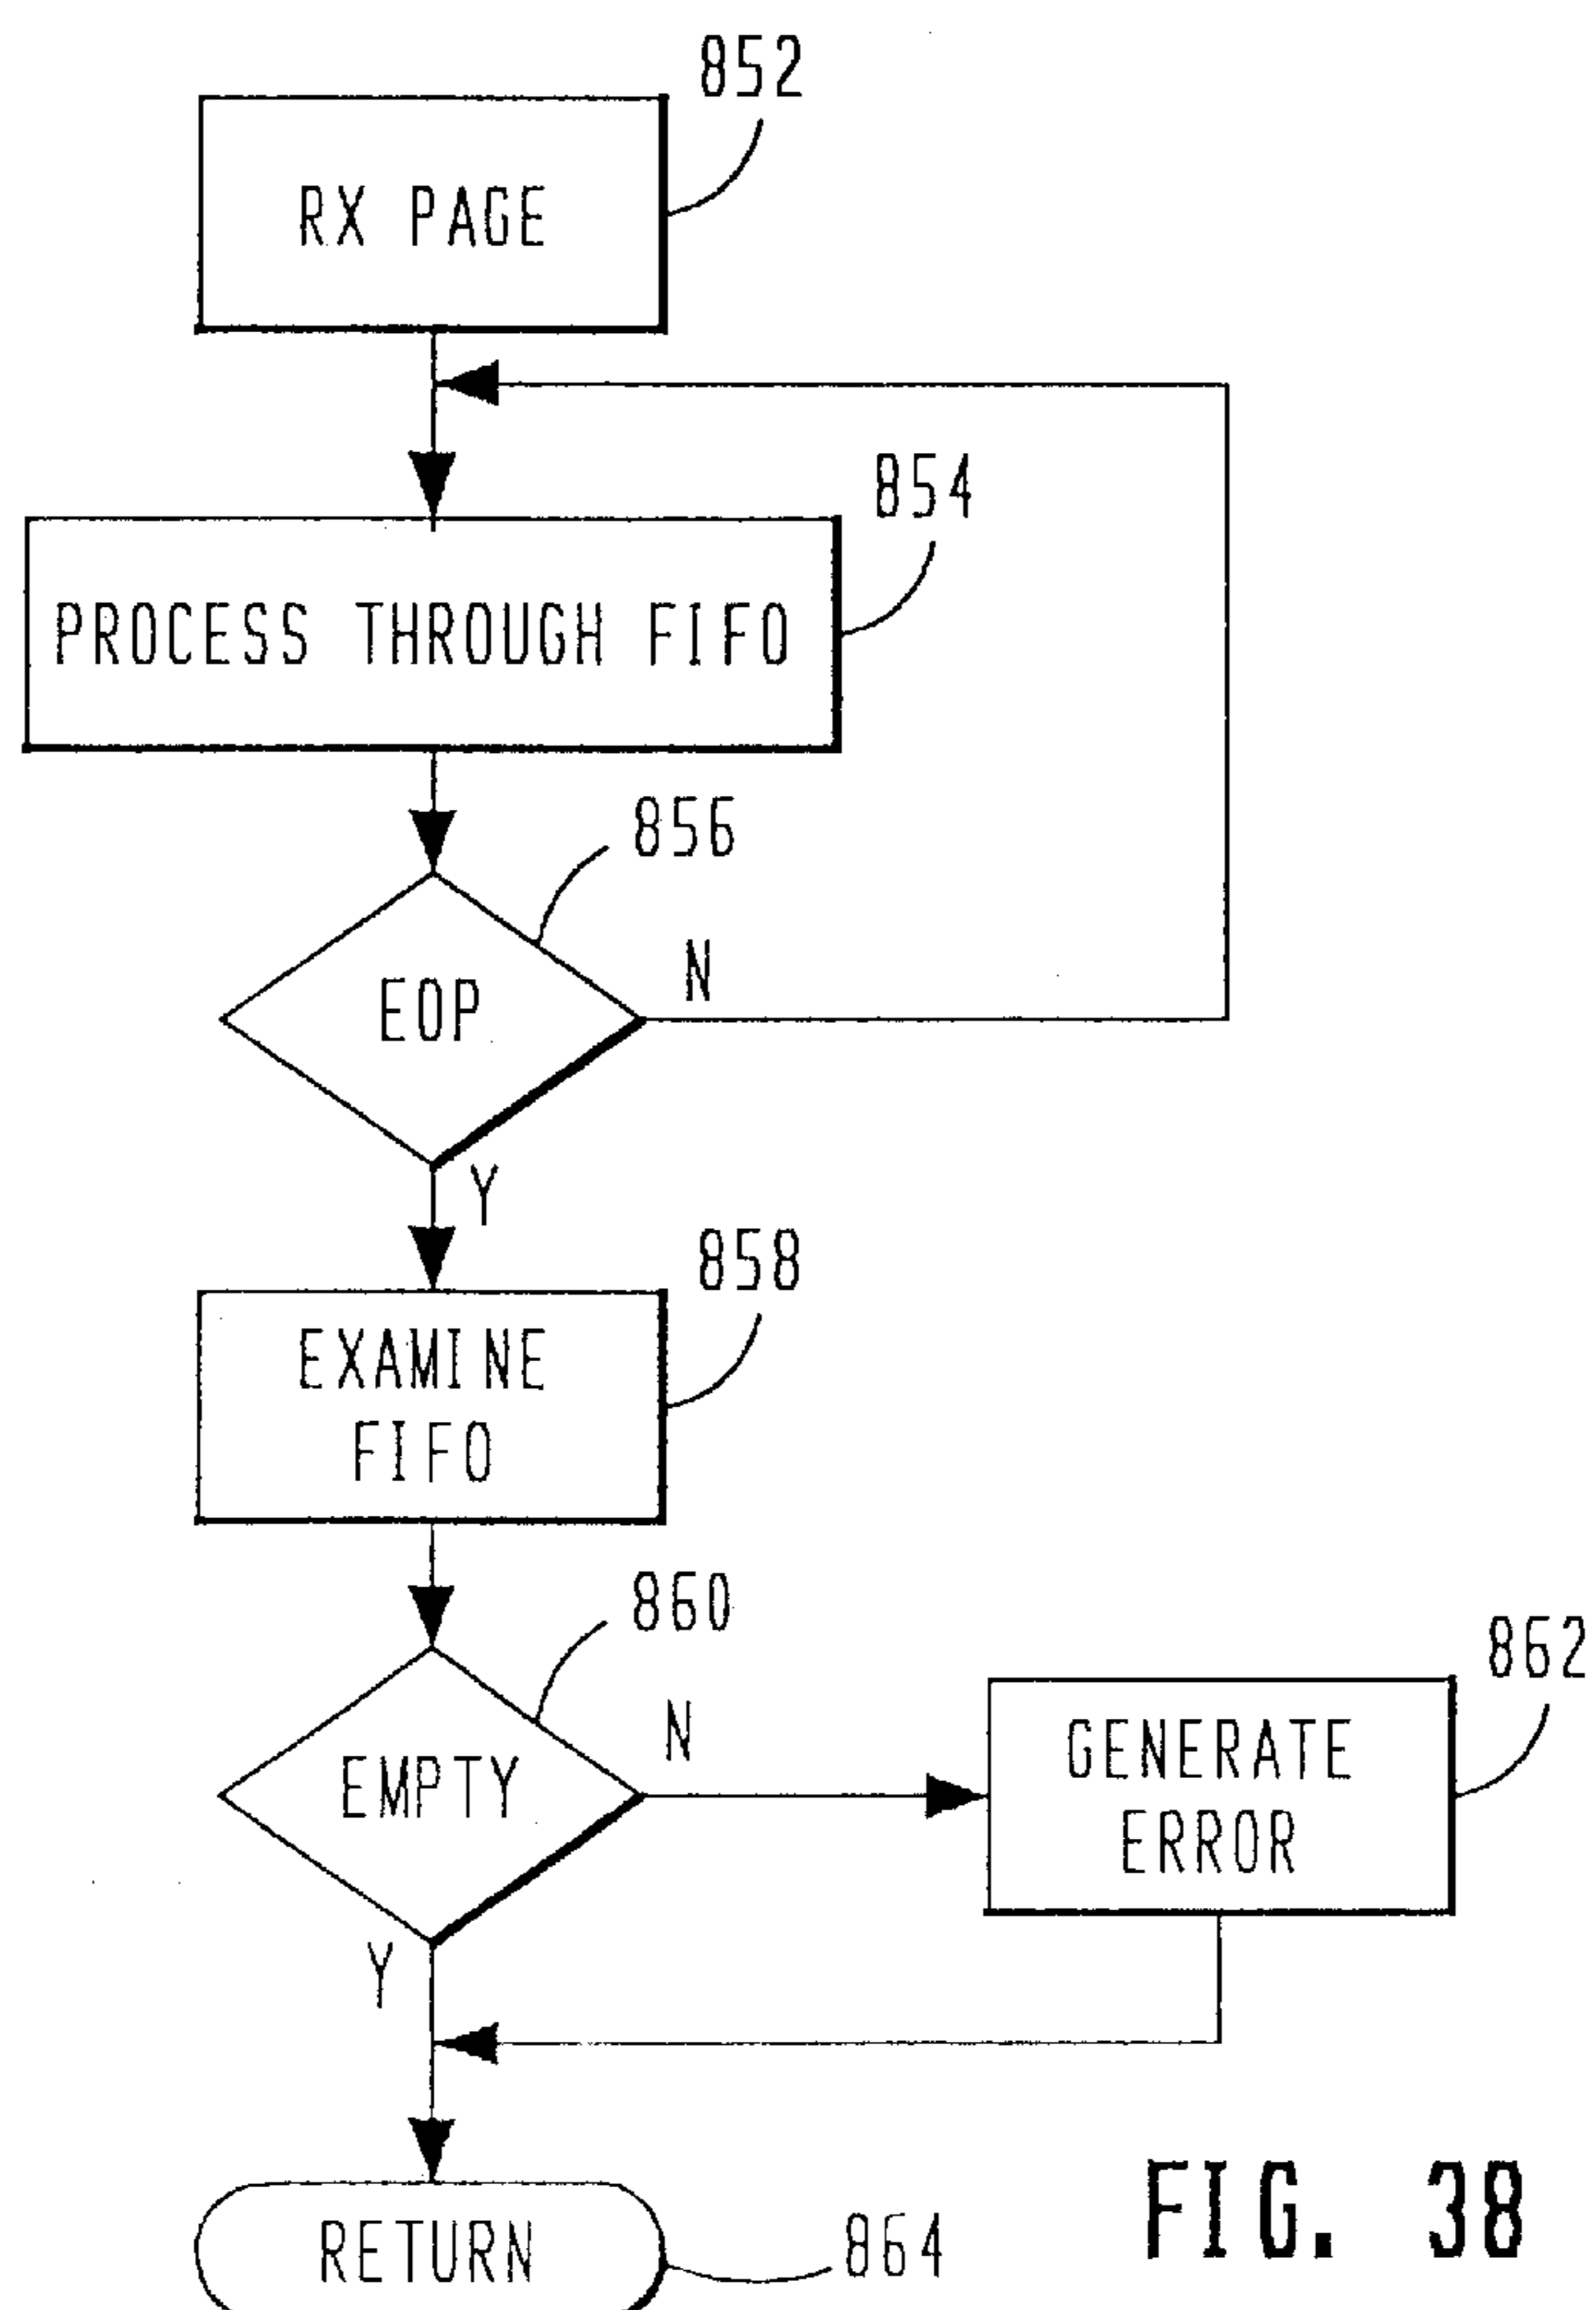 852
RX PAGE
854
PROCESS THROUGH FIFO
856
EOP
N
Y
858
EXAMINE
FIFO
860
EMPTY
N
Y
862
GENERATE
ERROR
RETURN
864
FIG. 38